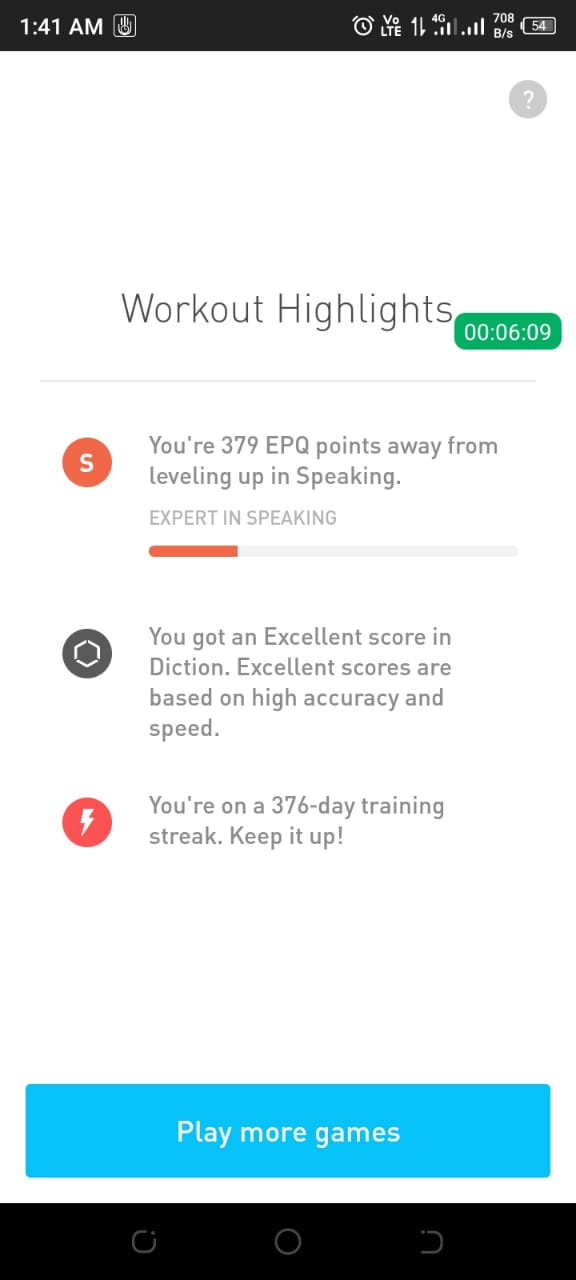 1:41 AM
Vo
LTE
4G
708
B/s
54
?
Workout Highlights
00:06:09
S
You're 379 EPQ points away from
leveling up in Speaking.
EXPERT IN SPEAKING
You got an Excellent score in
Diction. Excellent scores are
based on high accuracy and
speed.
You're on a 376-day training
streak. Keep it up!
Play more games